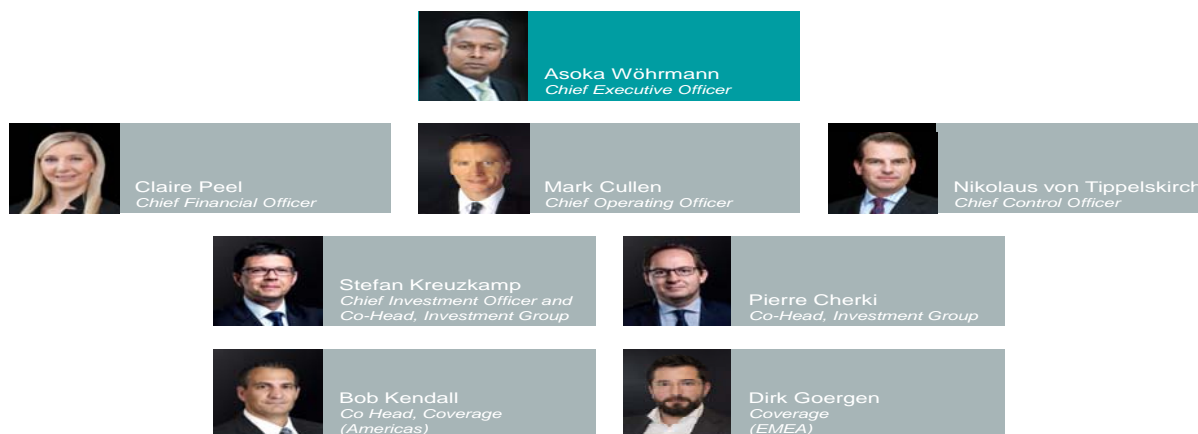 Asoka Wöhrmann
Chief Executive Officer
Claire Peel
Chief Financial Officer
Mark Cullen
Chief Operating Officer
Nikolaus von Tippelskirch
Chief Control Officer
Stefan Kreuzkamp
Chief Investment Officer and
Co-Head, Investment Group
Pierre Cherki
Co-Head, Investment Group
Bob Kendall
Co Head, Coverage
(Americas)
Dirk Goergen
Coverage
(EMEA)